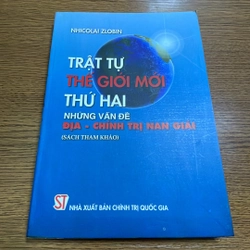 NHICOLAI ZLOBIN
TRẬT TỰ
THẾ GIỚI MỚI
THỨ HAI
NHỮNG VẤN ĐỀ
ĐỊA - CHÍNH TRỊ NAN GIẢI
(SÁCH THAM KHẢO)
ST NHÀ XUẤT BẢN CHÍNH TRỊ QUỐC GIA